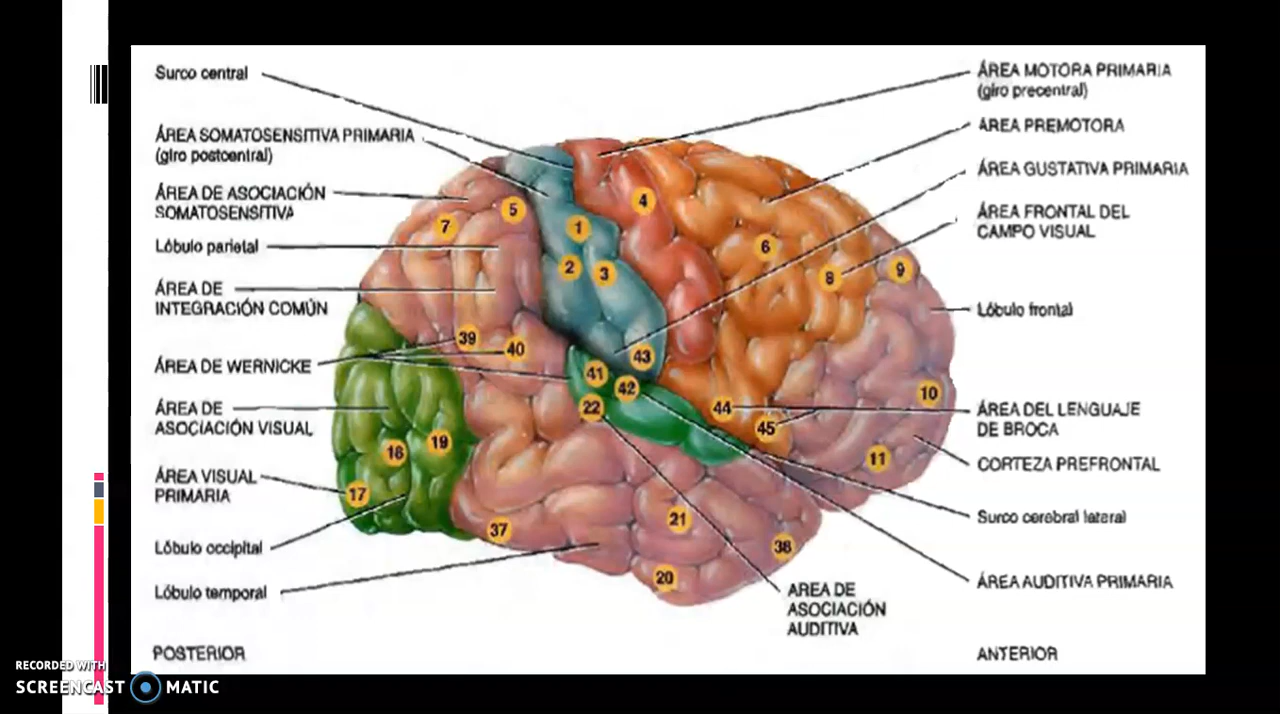 Surco central
ÁREA SOMATOSENSITIVA PRIMARIA
(giro postcentral)
ÁREA DE ASOCIACIÓN
SOMATOSENSITIVA
Lóbulo parietal
ÁREA DE
INTEGRACIÓN COMÚN
ÁREA DE WERNICKE
ÁREA DE
ASOCIACIÓN VISUAL
ÁREA VISUAL
PRIMARIA
Lóbulo occipital
Lóbulo temporal
POSTERIOR
7
5
1
2
3
4
6
8
9
39
40
43
41
42
22
44
45
10
11
18
19
17
37
21
20
38
ÁREA MOTORA PRIMARIA
(giro precentral)
ÁREA PREMOTORA
ÁREA GUSTATIVA PRIMARIA
ÁREA FRONTAL DEL
CAMPO VISUAL
Lóbulo frontal
ÁREA DEL LENGUAJE
DE BROCA
CORTEZA PREFRONTAL
Surco cerebral lateral
ÁREA AUDITIVA PRIMARIA
AREA DE
ASOCIACIÓN
AUDITIVA
ANTERIOR
RECORDED WITH
SCREENCAST MATIC